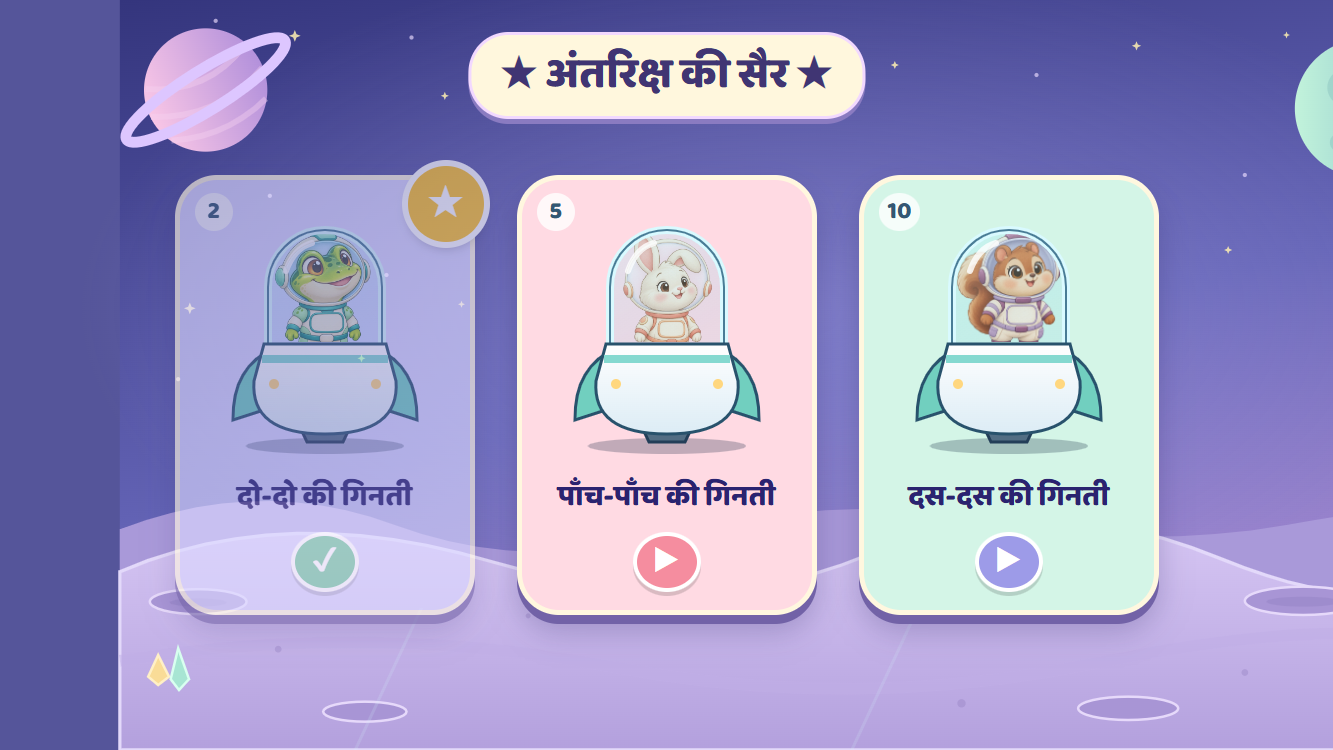 ★ अंतरिक्ष की सैर ★
2
दो-दो की गिनती
5
पाँच-पाँच की गिनती
10
दस-दस की गिनती